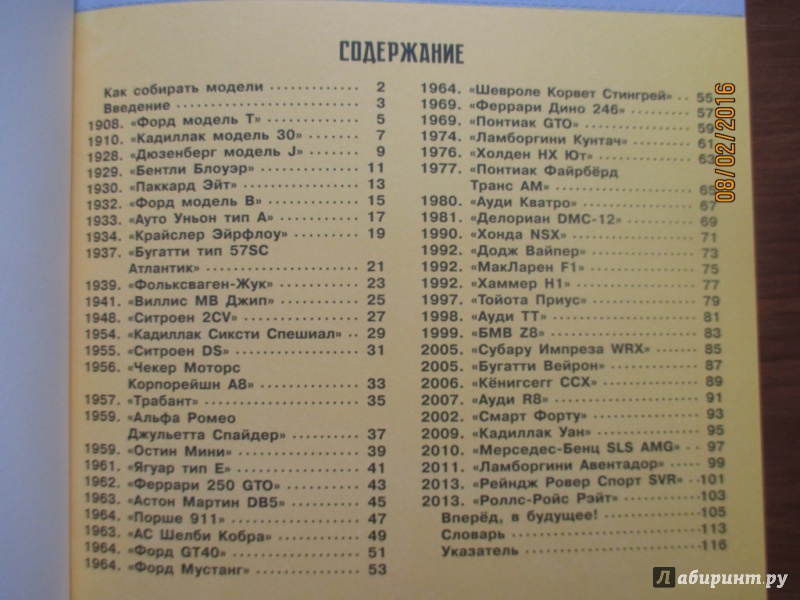 СОДЕРЖАНИЕ
Как собирать модели ............ 2
Введение ............ 3
1908. «Форд модель Т» ............ 5
1910. «Кадиллак модель 30» ............ 7
1928. «Дюзенберг модель J» ............ 9
1929. «Бентли Блоуэр» ............ 11
1930. «Паккард Эйт» ............ 13
1932. «Форд модель В» ............ 15
1933. «Ауто Уньон тип А» ............ 17
1934. «Крайслер Эйрфлоу» ............ 19
1937. «Бугатти тип 57SC
Атлантик» ............ 21
1939. «Фольксваген-Жук» ............ 23
1941. «Виллис МВ Джип» ............ 25
1948. «Ситроен 2CV» ............ 27
1954. «Кадиллак Сиксти Спешиал» .... 29
1955. «Ситроен DS» ............ 31
1956. «Чекер Моторс
Корпорейшн А8» ............ 33
1957. «Трабант» ............ 35
1959. «Альфа Ромео
Джульетта Спайдер» ............ 37
1959. «Остин Мини» ............ 39
1961. «Ягуар тип Е» ............ 41
1962. «Феррари 250 GTO» ............ 43
1963. «Астон Мартин DB5» ............ 45
1964. «Порше 911» ............ 47
1963. «АС Шелби Кобра» ............ 49
1964. «Форд GT40» ............ 51
1964. «Форд Мустанг» ............ 53
1964. «Шевроле Корвет Стингрей» .. 55
1969. «Феррари Дино 246» ............ 57
1969. «Понтиак GTO» ............ 59
1974. «Ламборгини Кунтач» ............ 61
1976. «Холден НХ Ют» ............ 63
1977. «Понтиак Файрбёрд
Транс АМ» ............ 65
1980. «Ауди Кватро» ............ 67
1981. «Делориан DMC-12» ............ 69
1990. «Хонда NSX» ............ 71
1992. «Додж Вайпер» ............ 73
1992. «МакЛарен F1» ............ 75
1992. «Хаммер Н1» ............ 77
1997. «Тойота Приус» ............ 79
1998. «Ауди ТТ» ............ 81
1999. «БМВ Z8» ............ 83
2005. «Субару Импреза WRX» ............ 85
2005. «Бугатти Вейрон» ............ 87
2006. «Кёнигсегг ССХ» ............ 89
2007. «Ауди R8» ............ 91
2002. «Смарт Форту» ............ 93
2009. «Кадиллак Уан» ............ 95
2010. «Мерседес-Бенц SLS AMG» .... 97
2011. «Ламборгини Авентадор» .... 99
2013. «Рейндж Ровер Спорт SVR» .. 101
2013. «Роллс-Ройс Рэйт» ............ 103
Вперёд, в будущее! ............ 105
Словарь ............ 113
Указатель ............ 116
08/02/2016
Лабиринт.ру